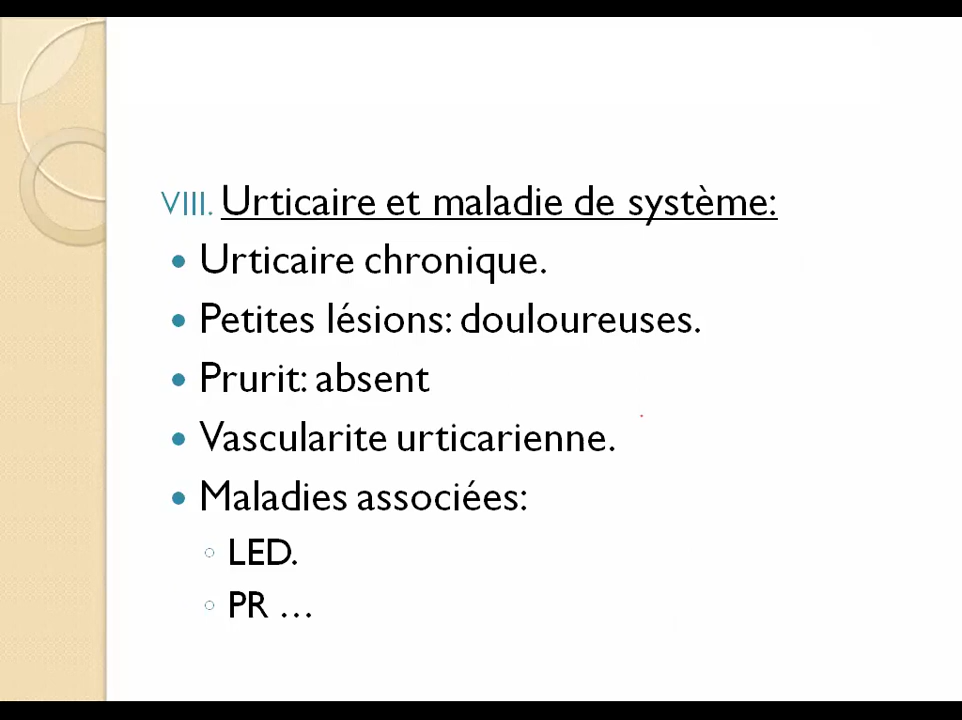 VIII. Urticaire et maladie de système:
• Urticaire chronique.
• Petites lésions: douloureuses.
• Prurit: absent
• Vascularite urticarienne.
• Maladies associées:
◦ LED.
◦ PR …